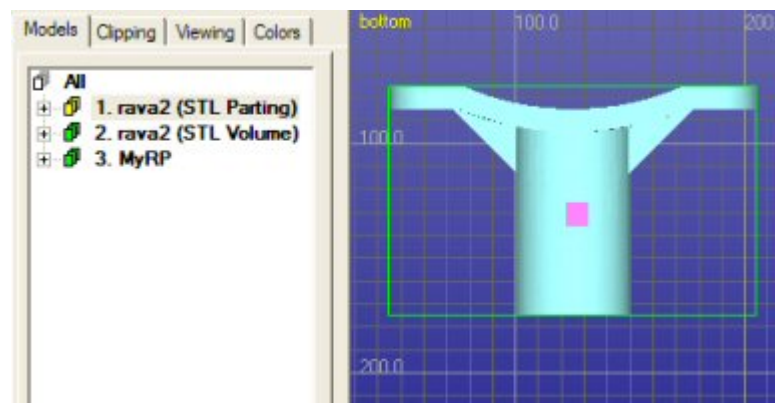 Models Clipping Viewing Colors
All
1. rava2 (STL Parting)
2. rava2 (STL Volume)
3. MyRP
bottom
100.0 200
100.0
200.0